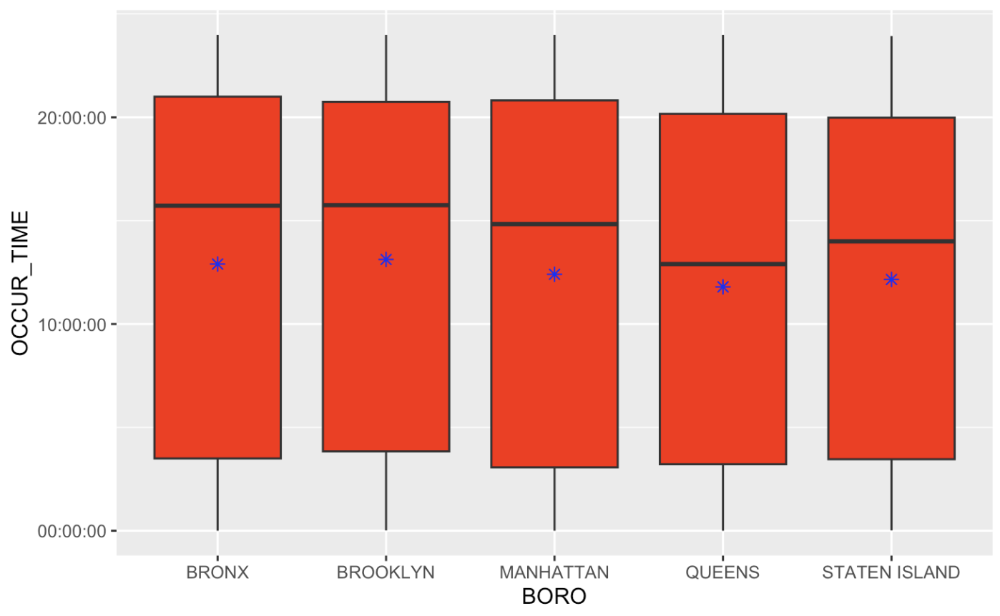 OCCUR_TIME
20:00:00
10:00:00
00:00:00
BRONX BROOKLYN MANHATTAN QUEENS STATEN ISLAND
BORO